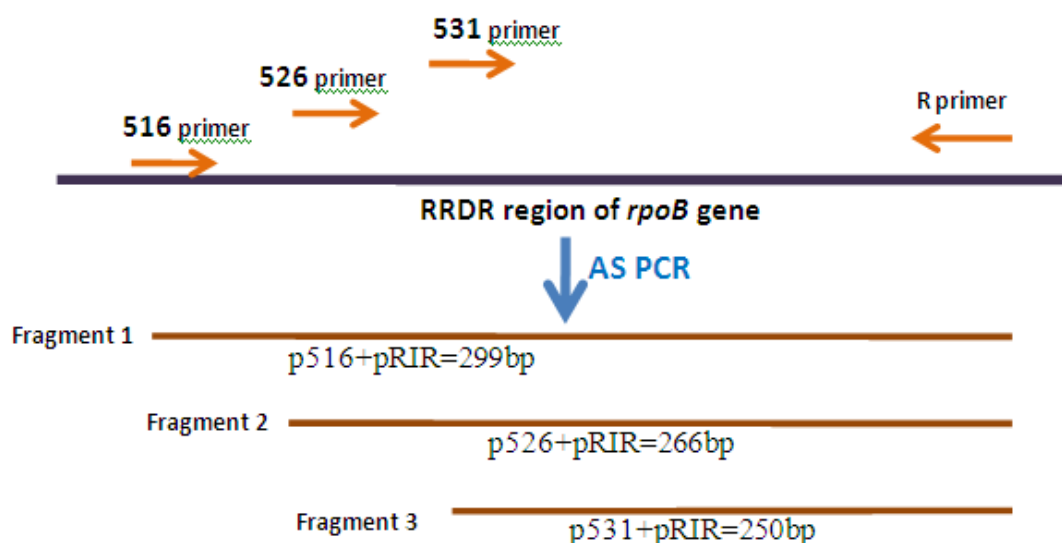 531 primer
526 primer
516 primer
R primer
RRDR region of rpoB gene
AS PCR
Fragment 1
p516+pRIR=299bp
Fragment 2
p526+pRIR=266bp
Fragment 3
p531+pRIR=250bp